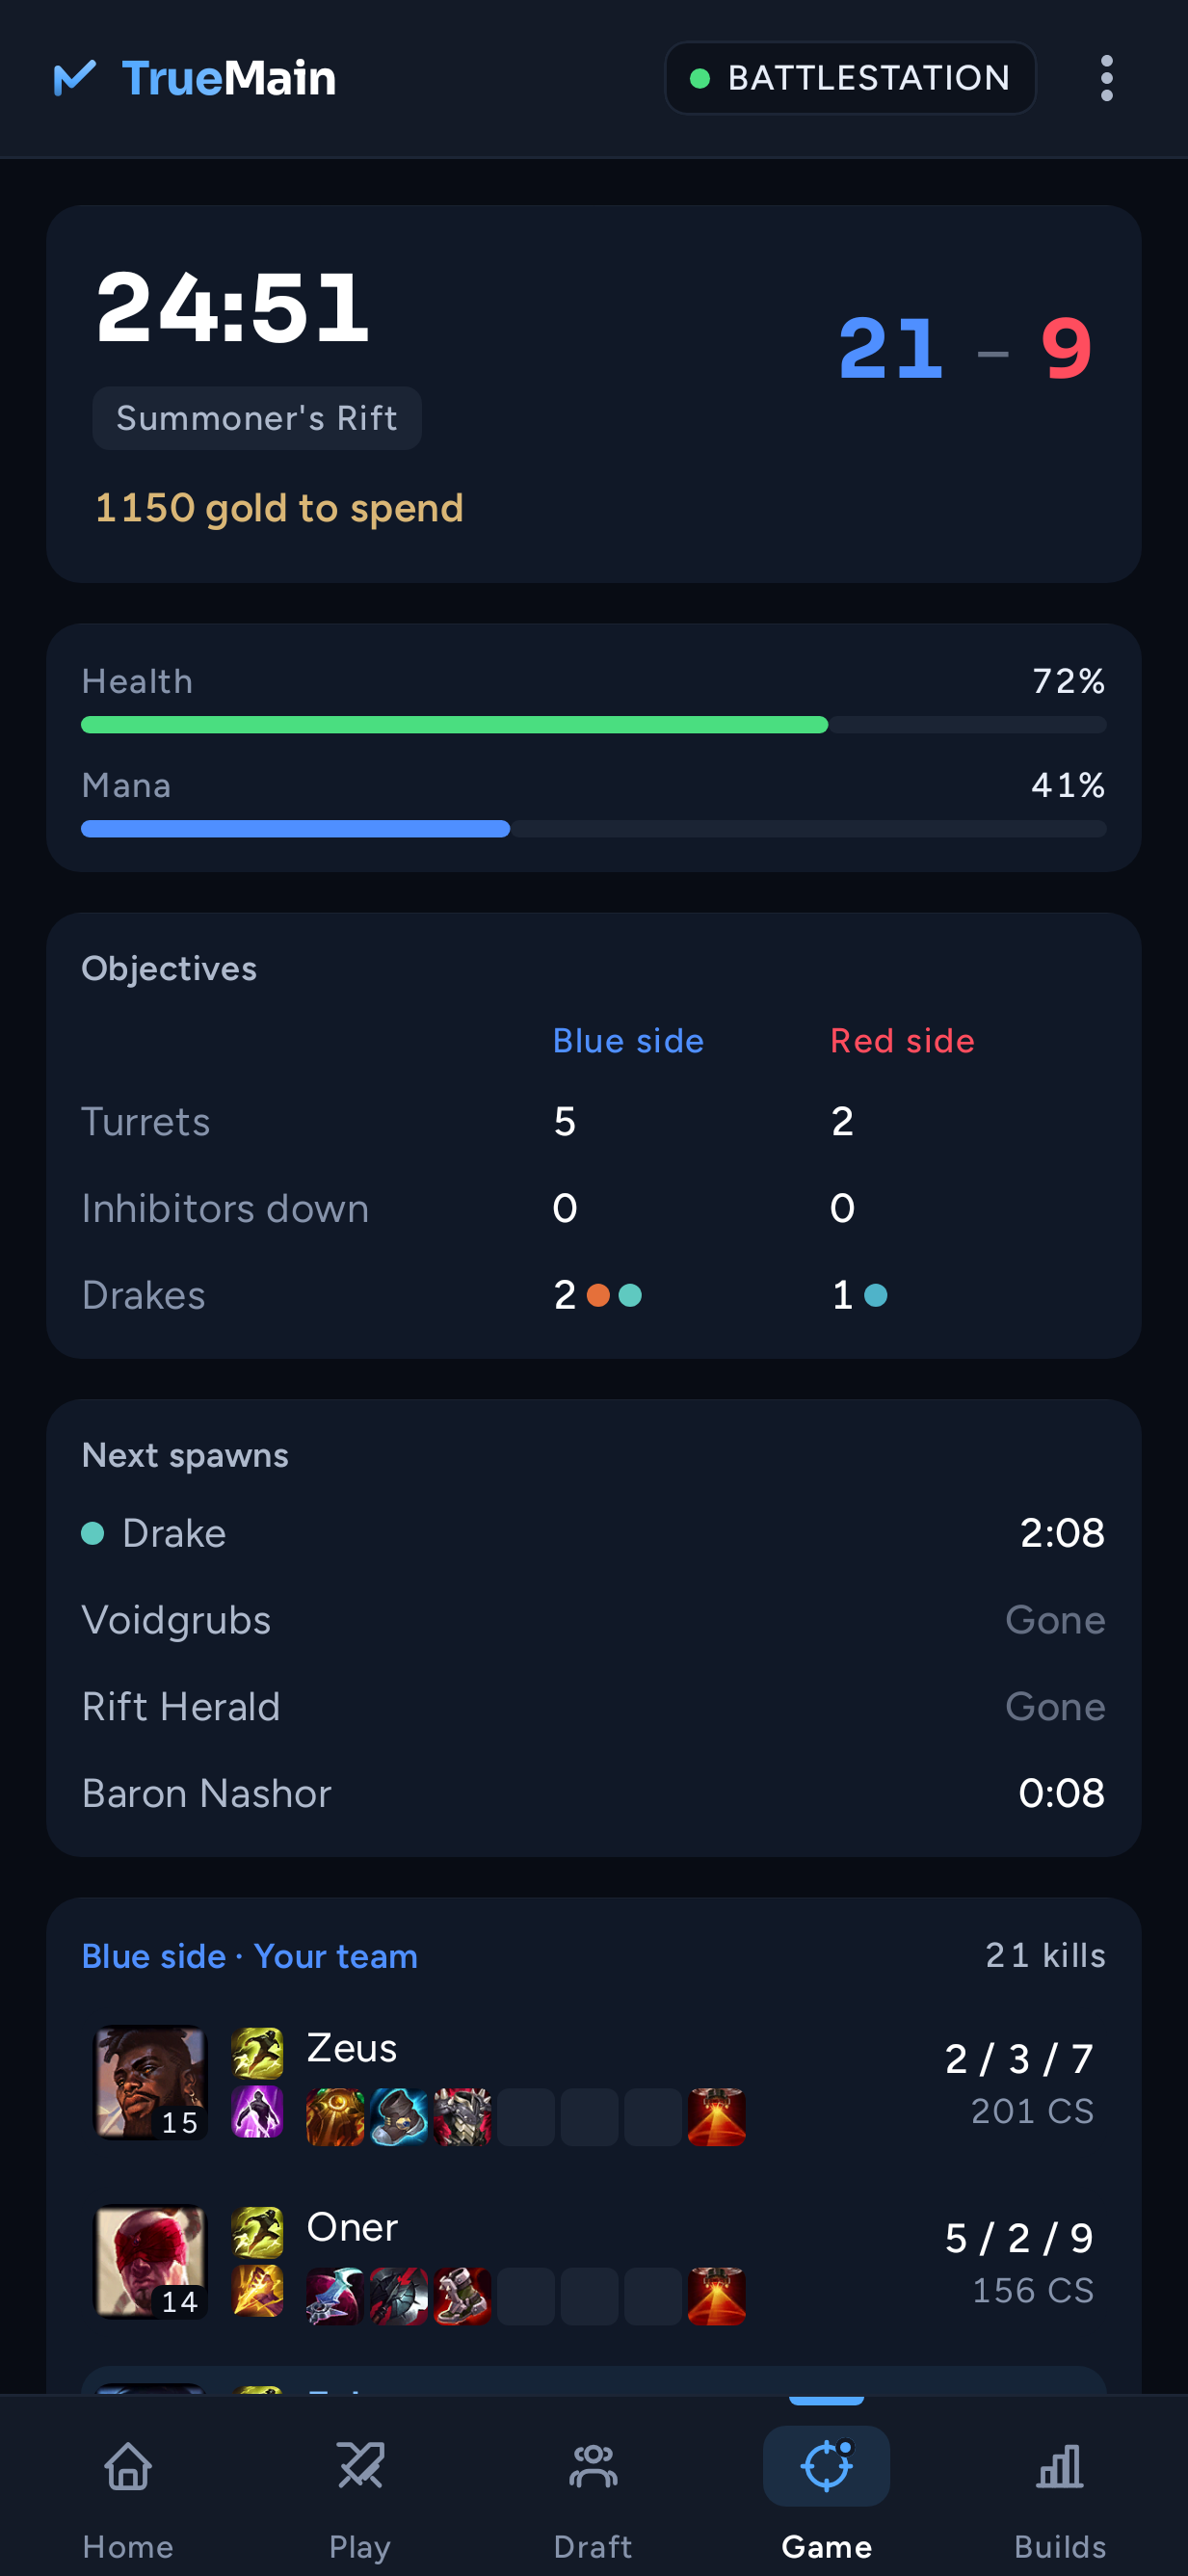 TrueMain
BATTLESTATION
24:51
21 – 9
Summoner's Rift
1150 gold to spend
Health 72%
Mana 41%
Objectives
Blue side Red side
Turrets 5 2
Inhibitors down 0 0
Drakes 2 1
Next spawns
Drake 2:08
Voidgrubs Gone
Rift Herald Gone
Baron Nashor 0:08
Blue side · Your team 21 kills
Zeus
2 / 3 / 7
15
201 CS
Oner
5 / 2 / 9
14
156 CS
Home Play Draft Game Builds